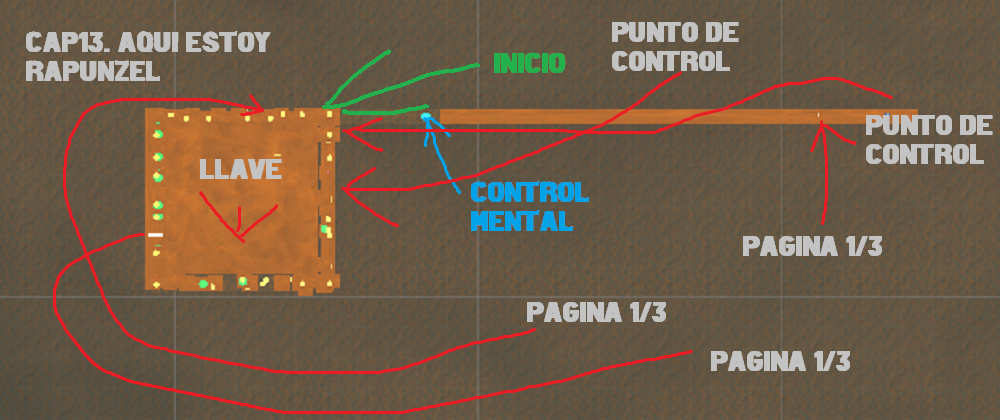 CAP13. AQUI ESTOY
RAPUNZEL
INICIO
PUNTO DE
CONTROL
PUNTO DE
CONTROL
LLAVE
CONTROL
MENTAL
PAGINA 1/3
PAGINA 1/3
PAGINA 1/3